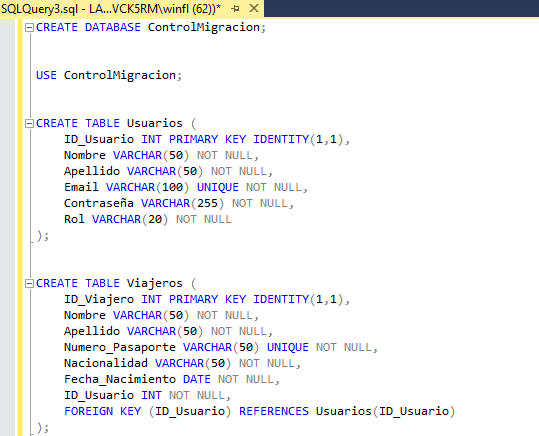 SQLQuery3.sql - LA...VCK5RM\winfl (62))*
CREATE DATABASE ControlMigracion;
USE ControlMigracion;
CREATE TABLE Usuarios (
    ID_Usuario INT PRIMARY KEY IDENTITY(1,1),
    Nombre VARCHAR(50) NOT NULL,
    Apellido VARCHAR(50) NOT NULL,
    Email VARCHAR(100) UNIQUE NOT NULL,
    Contraseña VARCHAR(255) NOT NULL,
    Rol VARCHAR(20) NOT NULL
);
CREATE TABLE Viajeros (
    ID_Viajero INT PRIMARY KEY IDENTITY(1,1),
    Nombre VARCHAR(50) NOT NULL,
    Apellido VARCHAR(50) NOT NULL,
    Numero_Pasaporte VARCHAR(50) UNIQUE NOT NULL,
    Nacionalidad VARCHAR(50) NOT NULL,
    Fecha_Nacimiento DATE NOT NULL,
    ID_Usuario INT NOT NULL,
    FOREIGN KEY (ID_Usuario) REFERENCES Usuarios(ID_Usuario)
);